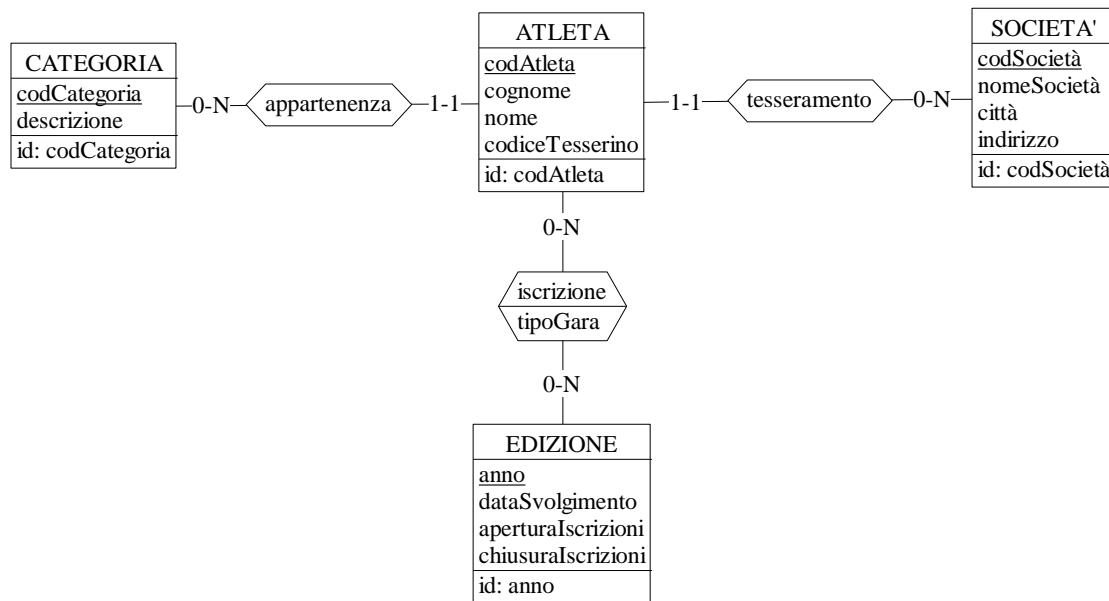 CATEGORIA
codCategoria
descrizione
id: codCategoria
0-N
appartenenza
1-1
ATLETA
codAtleta
cognome
nome
codiceTesserino
id: codAtleta
1-1
tesseramento
0-N
SOCIETA'
codSocietà
nomeSocietà
città
indirizzo
id: codSocietà
0-N
iscrizione
tipoGara
0-N
EDIZIONE
anno
dataSvolgimento
aperturaIscrizioni
chiusuraIscrizioni
id: anno